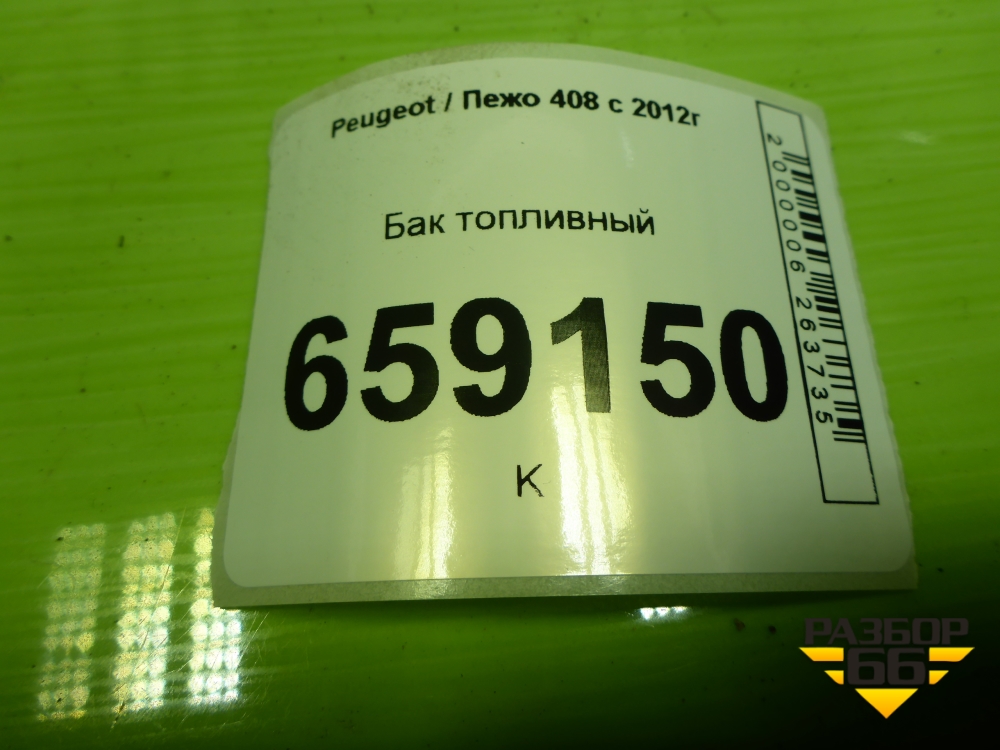 Peugeot / Пежо 408 с 2012г
Бак топливный
659150
К
2000006263735
РАЗБОР
66